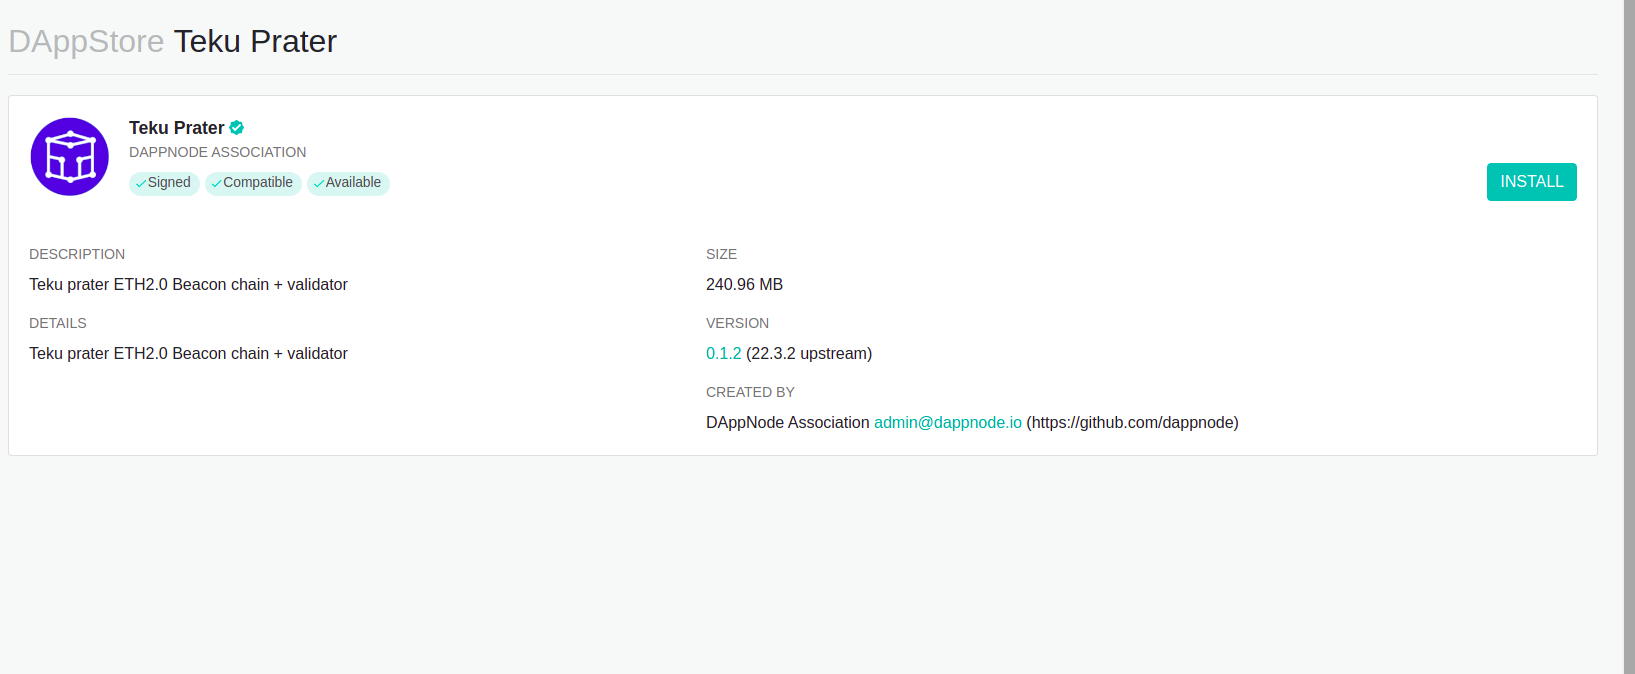 DAppStore Teku Prater
Teku Prater
DAPPNODE ASSOCIATION
Signed Compatible Available
INSTALL
DESCRIPTION
Teku prater ETH2.0 Beacon chain + validator
DETAILS
Teku prater ETH2.0 Beacon chain + validator
SIZE
240.96 MB
VERSION
0.1.2 (22.3.2 upstream)
CREATED BY
DAppNode Association admin@dappnode.io (https://github.com/dappnode)